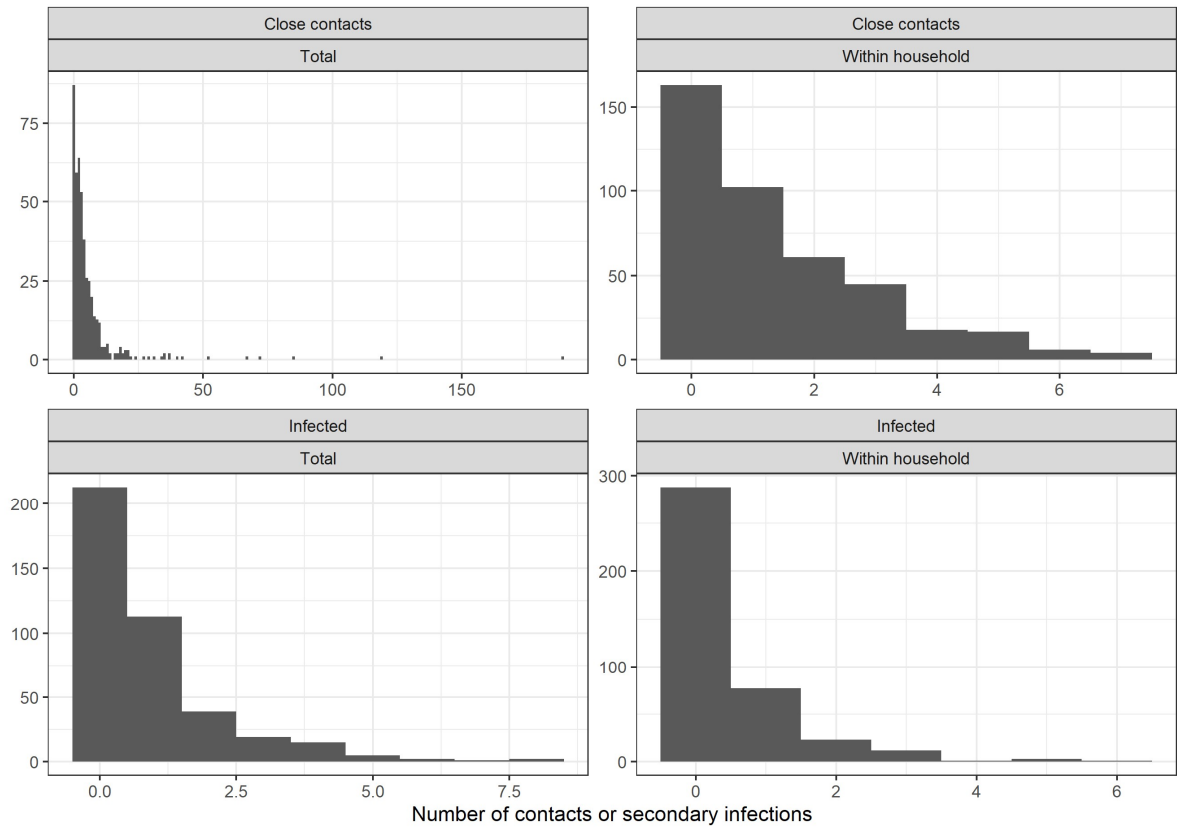 Close contacts
Total
75
50
25
0
0 50 100 150
Close contacts
Within household
150
100
50
0
0 2 4 6
Infected
Total
200
150
100
50
0
0.0 2.5 5.0 7.5
Infected
Within household
300
200
100
0
0 2 4 6
Number of contacts or secondary infections